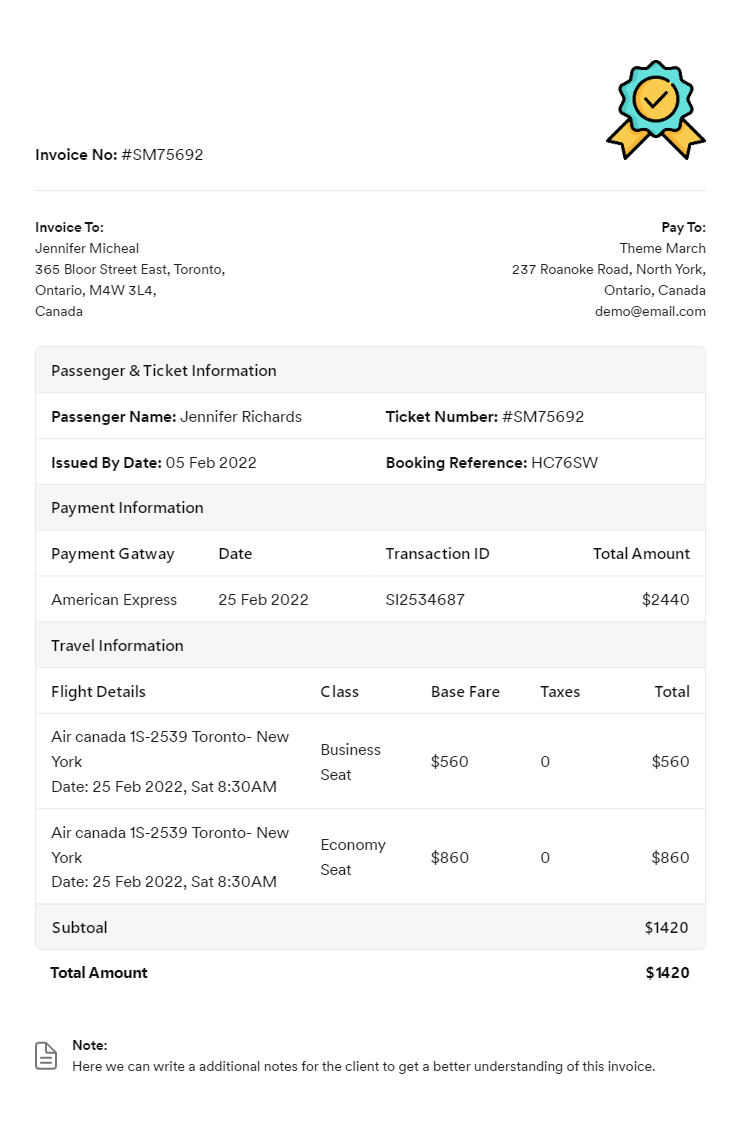 Invoice No: #SM75692
Invoice To:
Jennifer Micheal
365 Bloor Street East, Toronto,
Ontario, M4W 3L4,
Canada
Pay To:
Theme March
237 Roanoke Road, North York,
Ontario, Canada
demo@email.com
Passenger & Ticket Information
Passenger Name: Jennifer Richards Ticket Number: #SM75692
Issued By Date: 05 Feb 2022 Booking Reference: HC76SW
Payment Information
Payment Gatway Date Transaction ID Total Amount
American Express 25 Feb 2022 SI2534687 $2440
Travel Information
Flight Details Class Base Fare Taxes Total
Air canada 1S-2539 Toronto- New
York
Date: 25 Feb 2022, Sat 8:30AM
Business
Seat
$560 0 $560
Air canada 1S-2539 Toronto- New
York
Date: 25 Feb 2022, Sat 8:30AM
Economy
Seat
$860 0 $860
Subtoal $1420
Total Amount $1420
Note:
Here we can write a additional notes for the client to get a better understanding of this invoice.